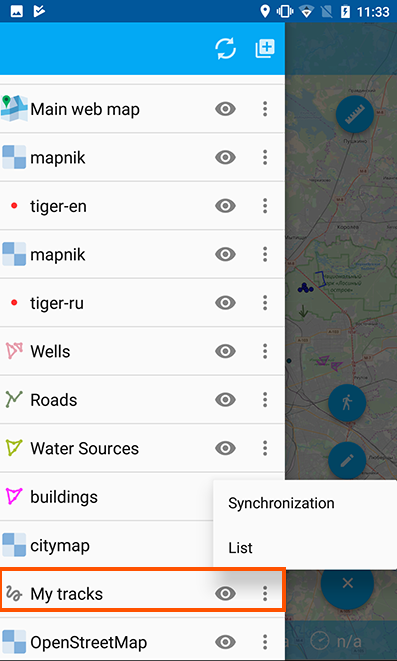 11:33
Main web map
mapnik
tiger-en
mapnik
tiger-ru
Wells
Roads
Water Sources
buildings
Synchronization
citymap
List
My tracks
OpenStreetMap
n/a